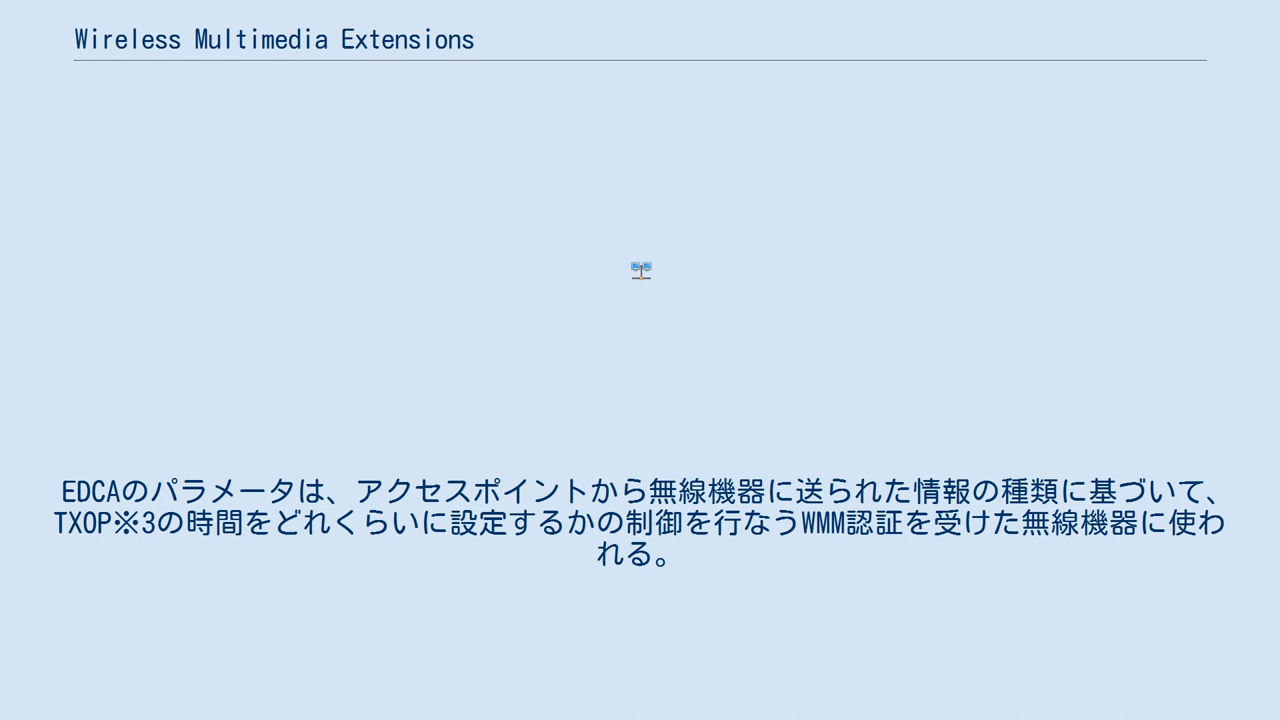 Wireless Multimedia Extensions
EDCAのパラメータは、アクセスポイントから無線機器に送られた情報の種類に基づいて、
TXOP※3の時間をどれくらいに設定するかの制御を行なうWMM認証を受けた無線機器に使わ
れる。